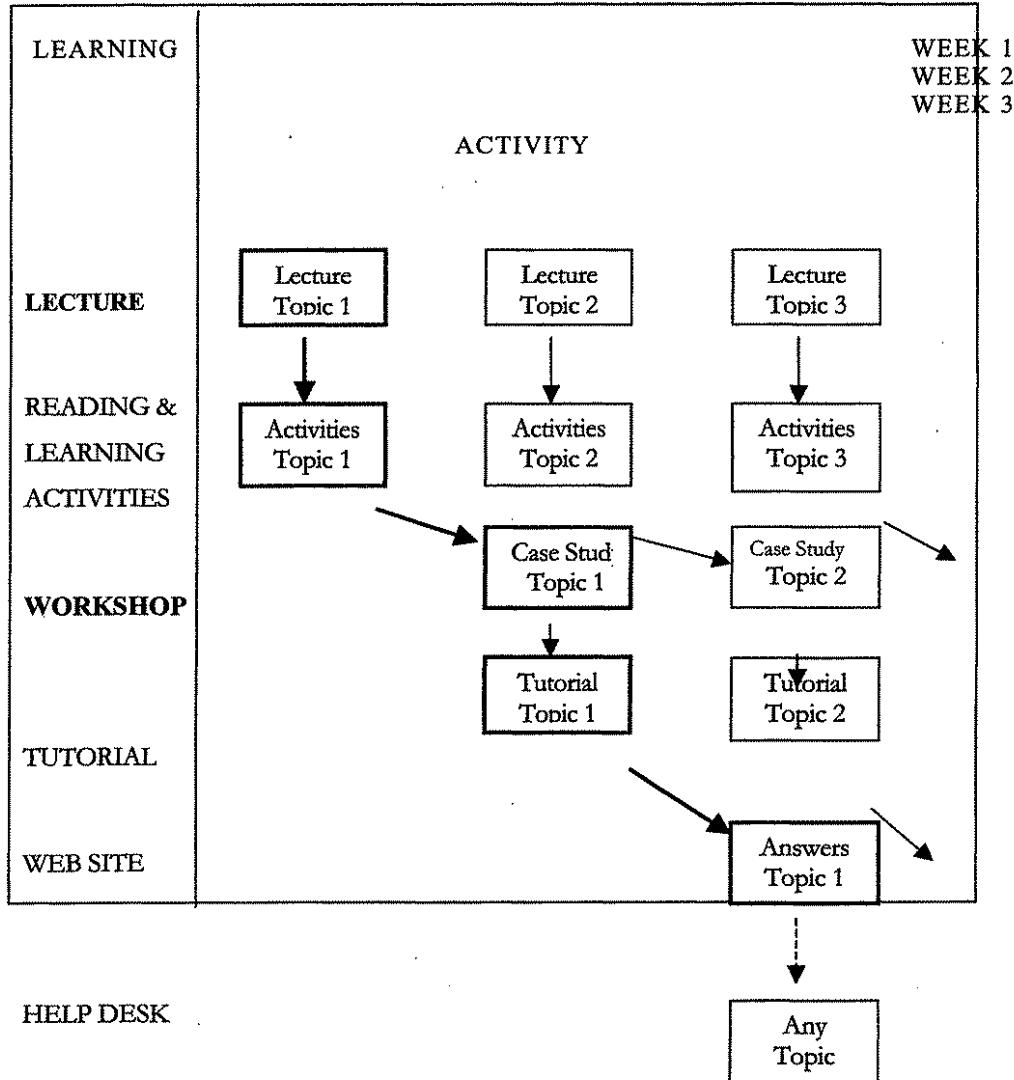 LEARNING
WEEK 1
WEEK 2
WEEK 3
ACTIVITY
LECTURE
Lecture
Topic 1
Lecture
Topic 2
Lecture
Topic 3
READING &
LEARNING
ACTIVITIES
Activities
Topic 1
Activities
Topic 2
Activities
Topic 3
WORKSHOP
Case Stud
Topic 1
Case Study
Topic 2
TUTORIAL
Tutorial
Topic 1
Tutorial
Topic 2
WEB SITE
Answers
Topic 1
HELP DESK
Any
Topic